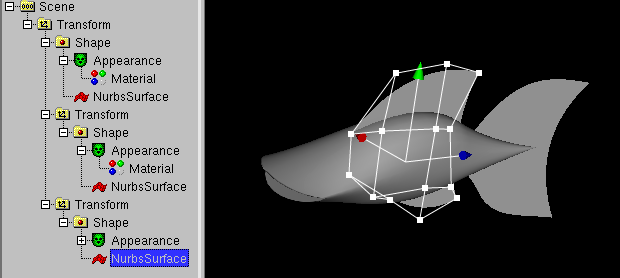 Scene
Transform
Shape
Appearance
Material
NurbsSurface
Transform
Shape
Appearance
Material
NurbsSurface
Transform
Shape
Appearance
NurbsSurface